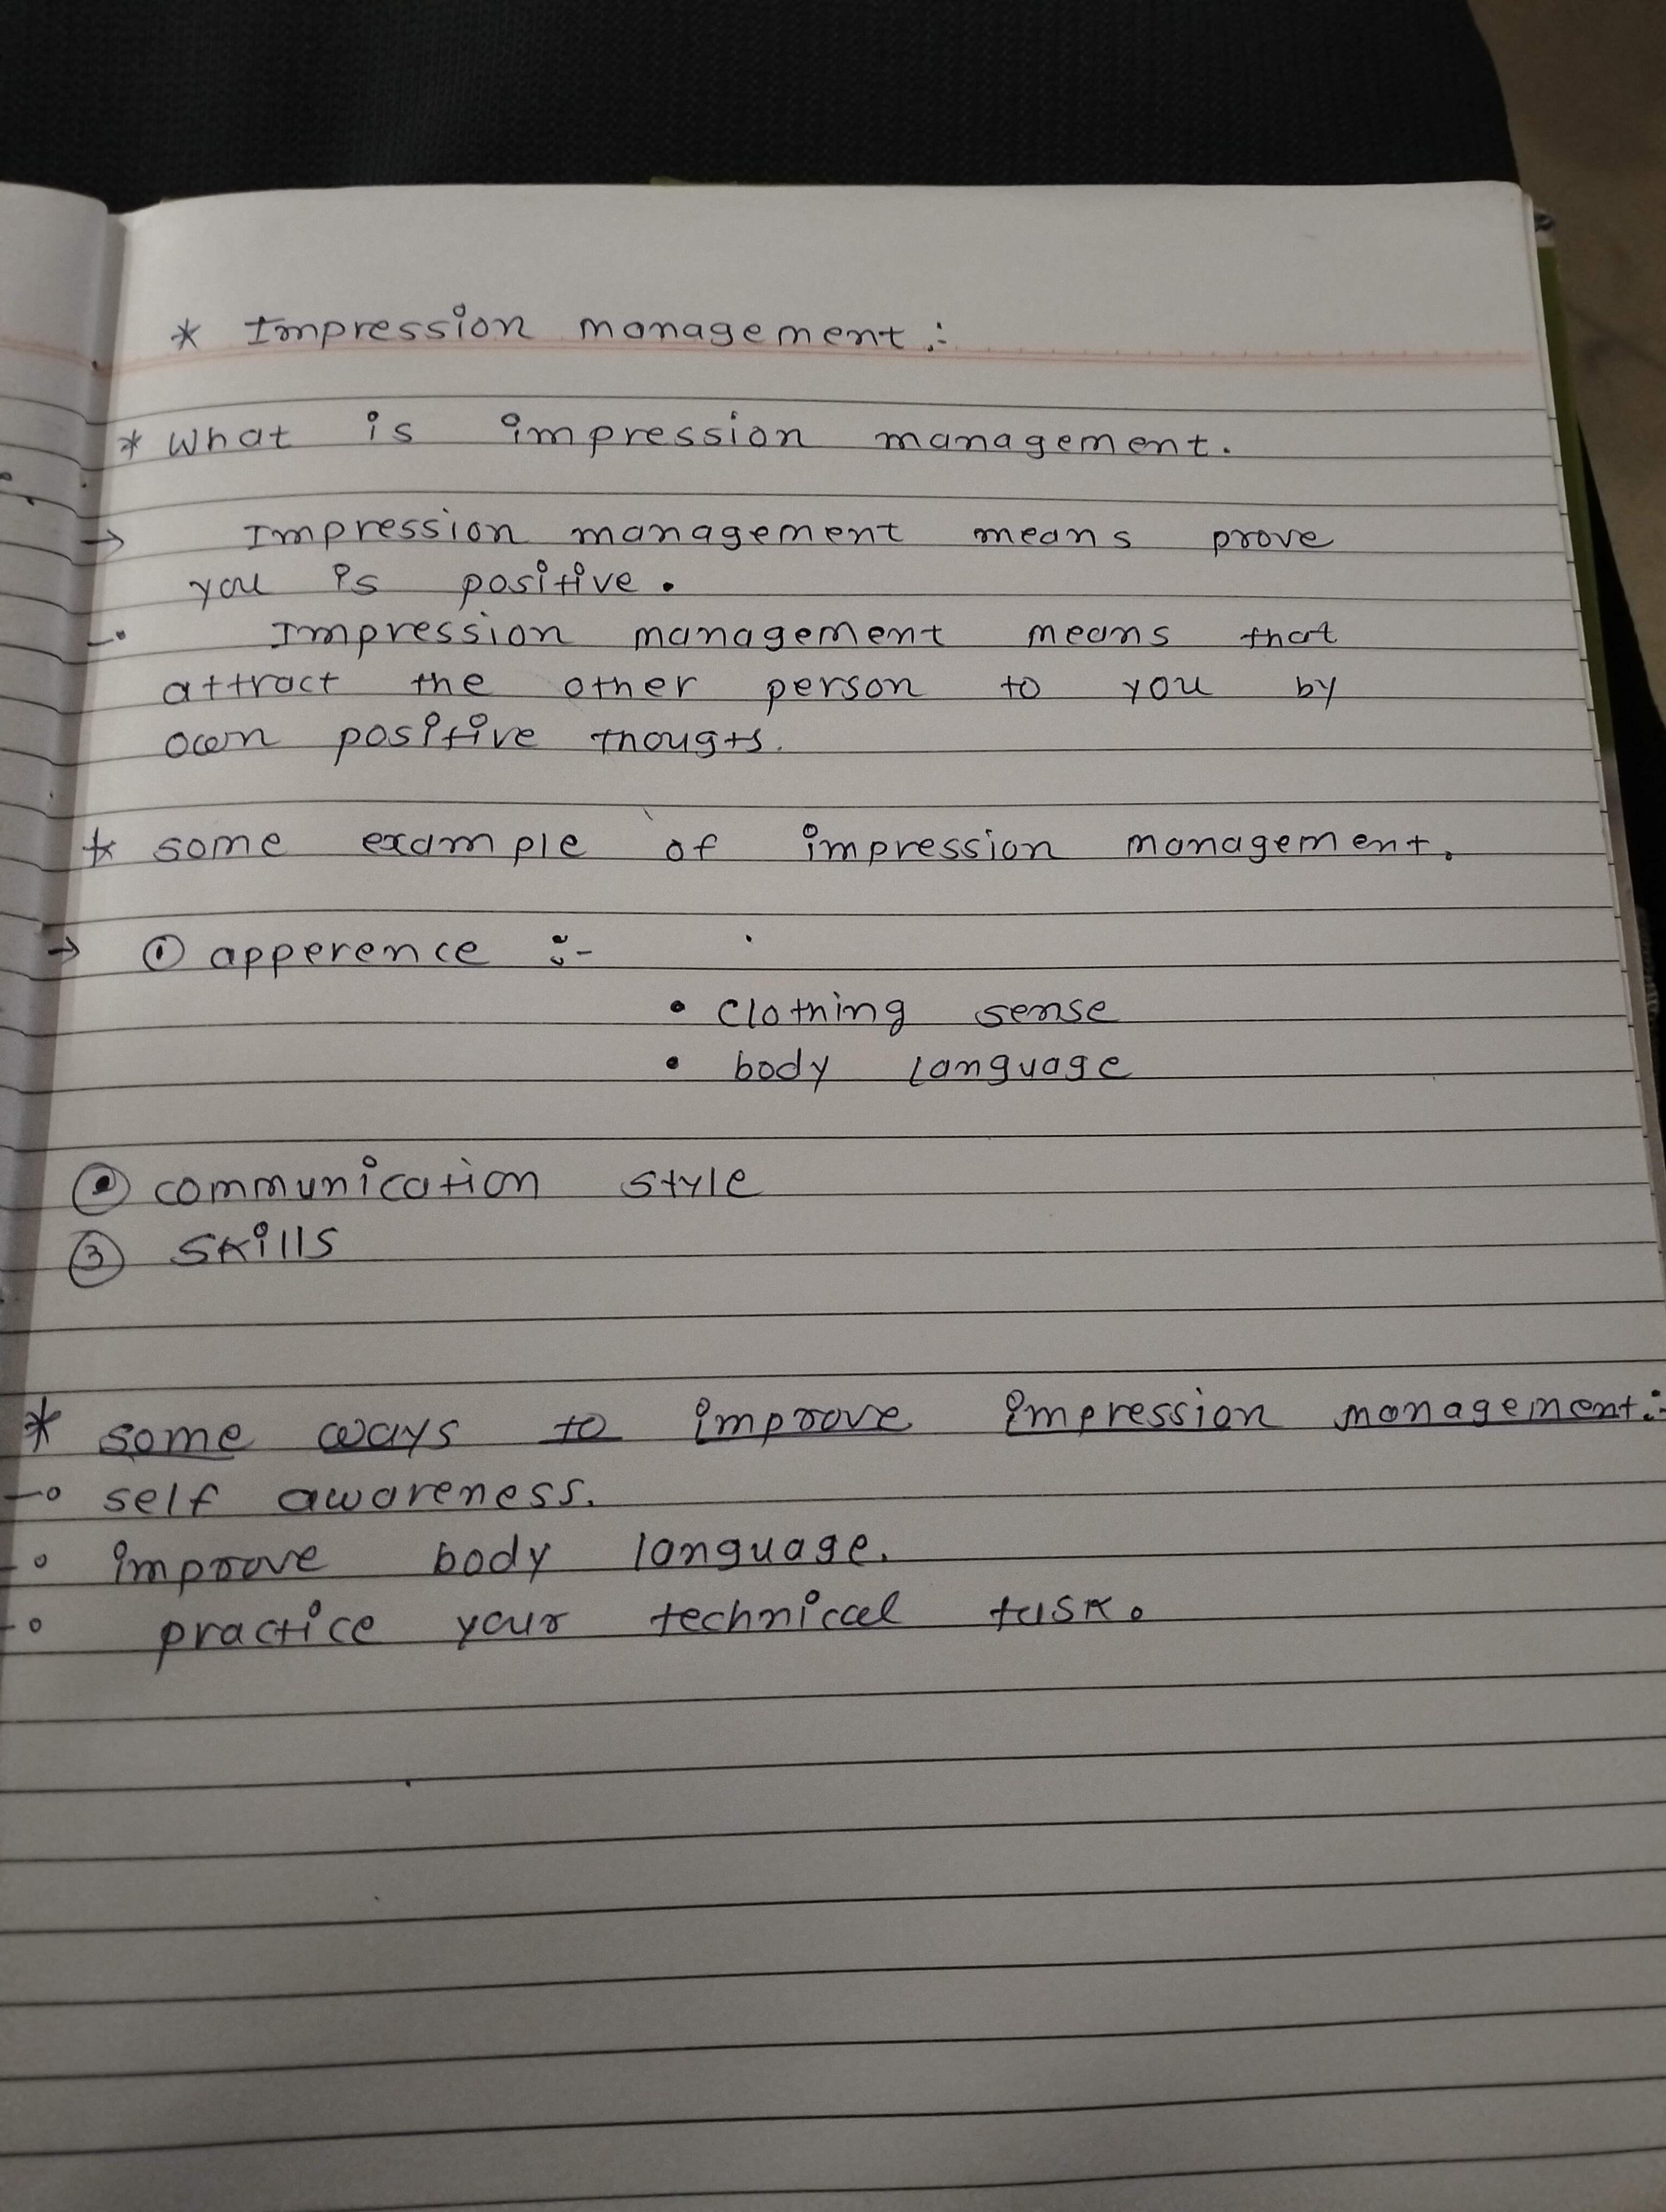 * Impression management :-
* What is impression management.
→ Impression management means prove
you is positive.
-• Impression management means that
attract the other person to you by
own positive thougts.
* some example of impression management.
→ ① apperence :-
• clothing sense
• body language
② communication style
③ skills
* some ways to improve impression management:-
-o self awareness.
-o improve body language.
-o practice your technical task.